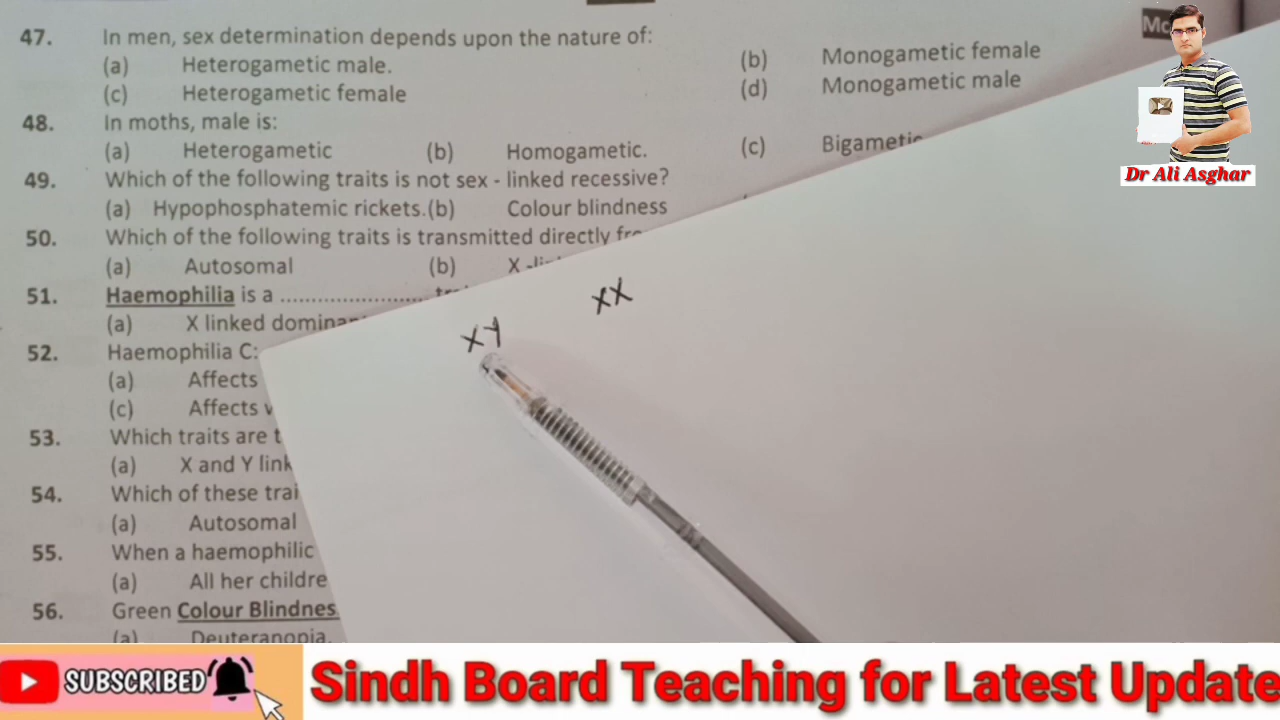 47. In men, sex determination depends upon the nature of:
(a) Heterogametic male. (b) Monogametic female
(c) Heterogametic female (d) Monogametic male
48. In moths, male is:
(a) Heterogametic (b) Homogametic. (c) Bigametic
49. Which of the following traits is not sex - linked recessive?
(a) Hypophosphatemic rickets. (b) Colour blindness
50. Which of the following traits is transmitted directly
(a) Autosomal (b) X
51. Haemophilia is a ........................
(a) X linked
52. Haemophilia C:
(a) Affects
(c) Affects
53. Which traits are
(a) X and Y
54. Which of these
(a) Autosomal
55. When a haemophilic
(a) All her
56. Green Colour
(a) Deuteranopia.
XY XX
Dr Ali Asghar
SUBSCRIBED
Sindh Board Teaching for Latest Update